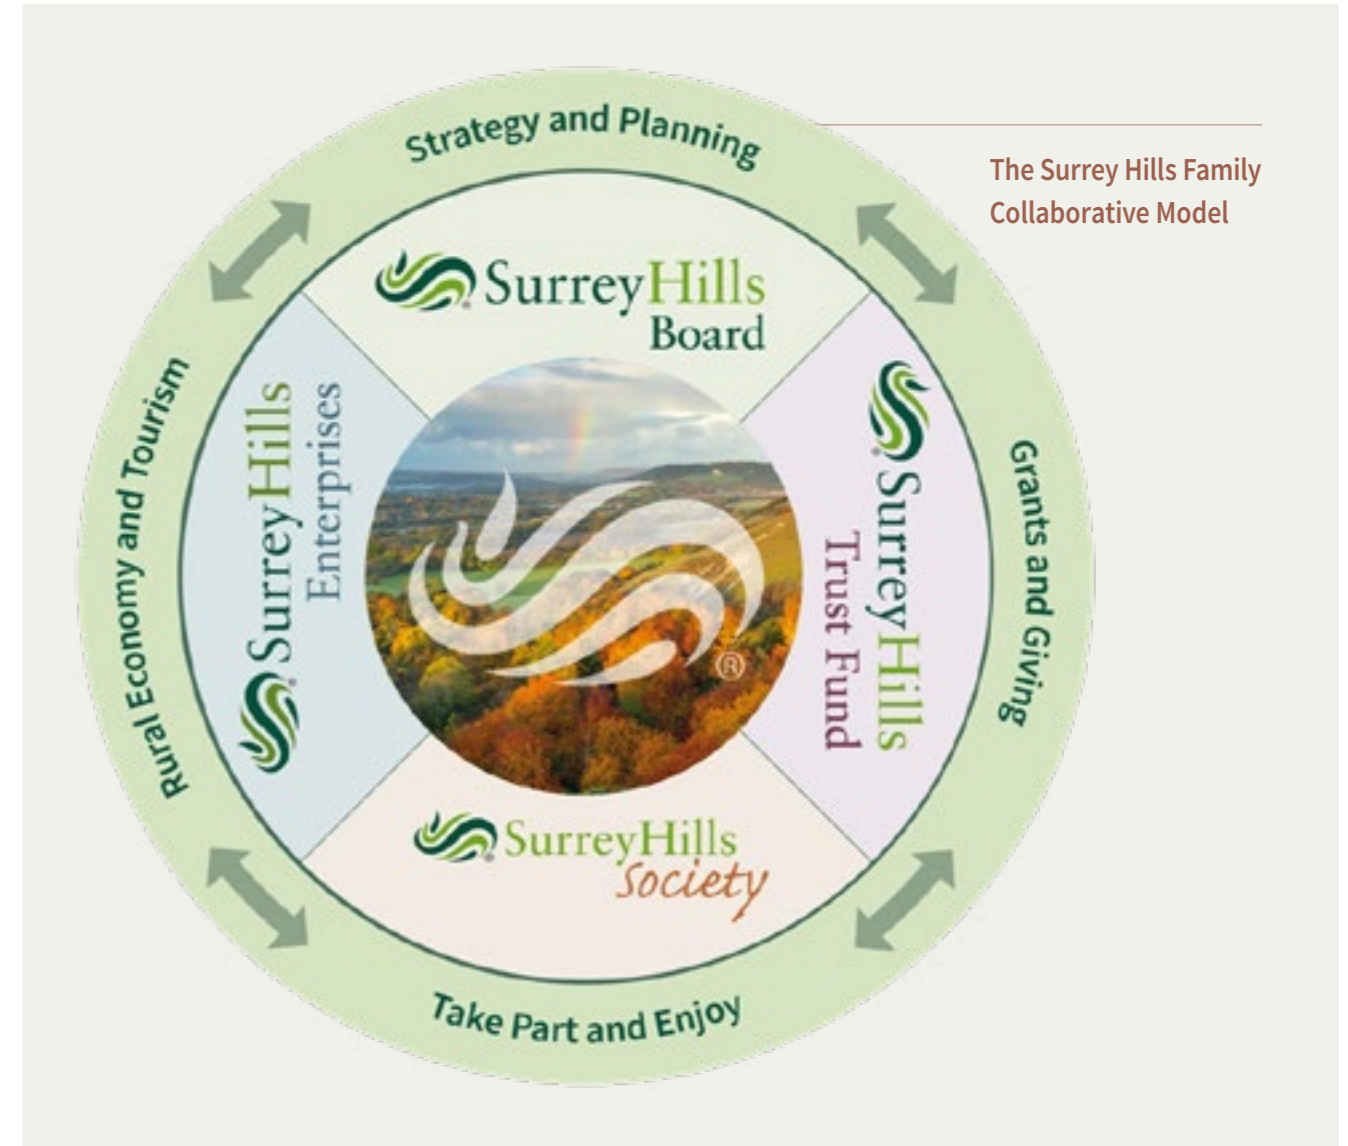 Strategy and Planning
The Surrey Hills Family
Collaborative Model
SurreyHills
Board
Rural Economy and Tourism
SurreyHills
Enterprises
SurreyHills
Trust Fund
Grants and Giving
®
SurreyHills
Society
Take Part and Enjoy